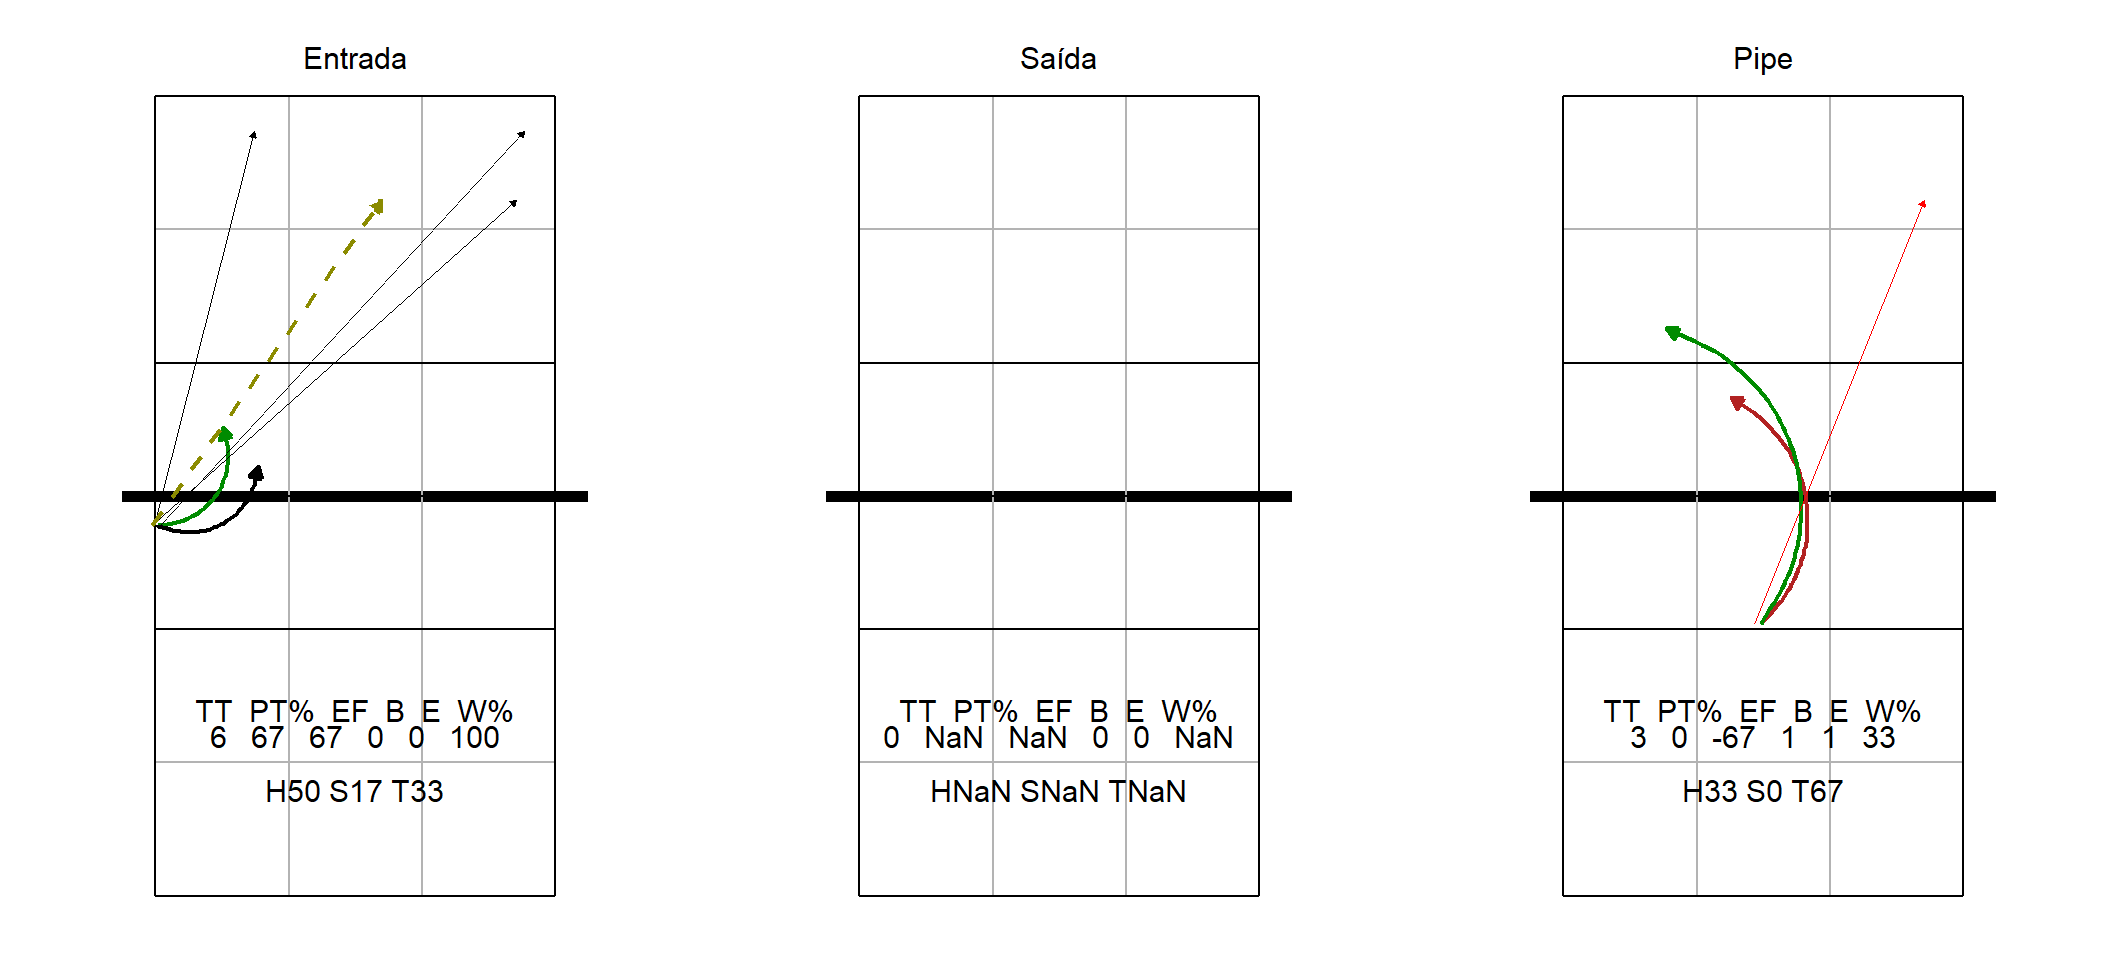 Entrada
TT PT% EF B E W%
6 67 67 0 0 100
H50 S17 T33
Saída
TT PT% EF B E W%
0 NaN NaN 0 0 NaN
HNaN SNaN TNaN
Pipe
TT PT% EF B E W%
3 0 -67 1 1 33
H33 S0 T67